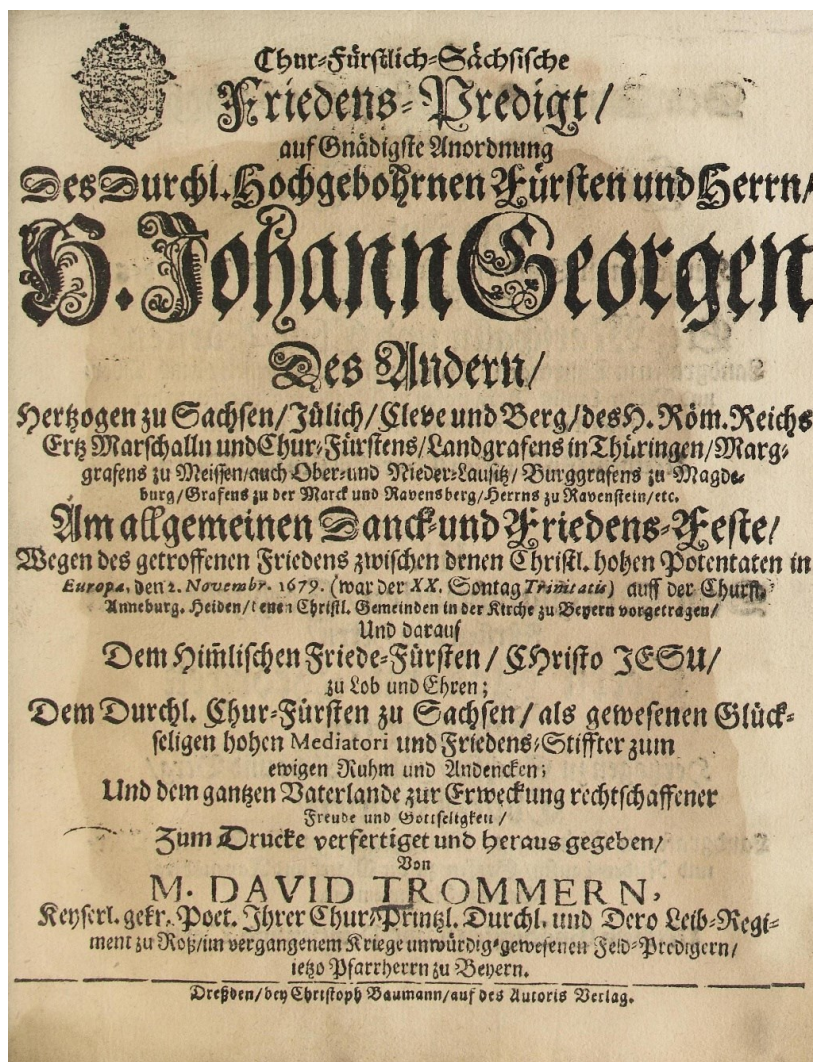 Chur-Fürstlich-Sächsische
Friedens-Predigt/
auf Gnädigste Anordnung
Des Durchl. Hochgebohrnen Fürsten und Herrn/
H. Johann Georgen
Des Andern/
Hertzogen zu Sachsen/Jülich/Cleve und Berg/des H. Röm. Reichs
Ertz Marschalln und Chur-Fürstens/Landgrafens in Thüringen/Marg-
grafens zu Meissen/auch Ober-und Nieder-Lausitz/Burggrafens zu Magde-
burg/Grafens zu der Marck und Ravensberg/Herrns zu Ravenstein/etc.
Am allgemeinen Danck-und Friedens-Feste/
Wegen des getroffenen Friedens zwischen denen Christl. hohen Potentaten in
Europa, den 2. Novembr. 1679. (war der XX. Sontag Trinitatis) auff der Churft.
Anneburg. Heiden/denen Christl. Gemeinden in der Kirche zu Beyern vorgetragen/
Und darauf
Dem Him̃lischen Friede-Fürsten/CHristo JESU/
zu Lob und Ehren;
Dem Durchl. Chur-Fürsten zu Sachsen/als gewesenen Glück-
seligen hohen Mediatori und Friedens-Stiffter zum
ewigen Ruhm und Andencken;
Und dem gantzen Vaterlande zur Erweckung rechtschaffener
Freude und Gottseligkeit/
Zum Drucke verfertiget und heraus gegeben/
Von
M. DAVID TROMMERN,
Keyserl. gekr. Poet. Ihrer Chur-Printzl. Durchl. und Dero Leib-Regi-
ment zu Roß/im vergangenem Kriege unwürdig-gewesenen Feld-Predigern/
ietzo Pfarrherrn zu Beyern.
Dreßden/bey Christoph Baumann/auf des Autoris Verlag.